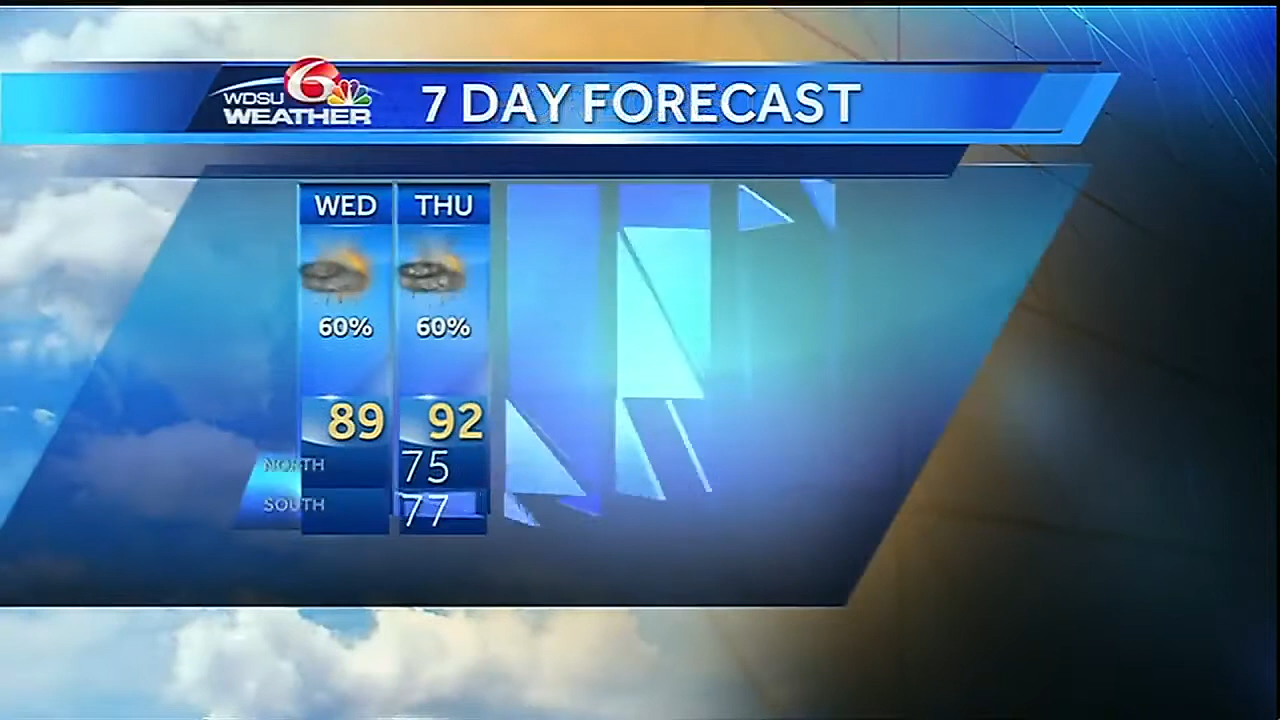 WDSU 6
WEATHER
7 DAY FORECAST
WED THU
60% 60%
89 92
NORTH 75
SOUTH 77